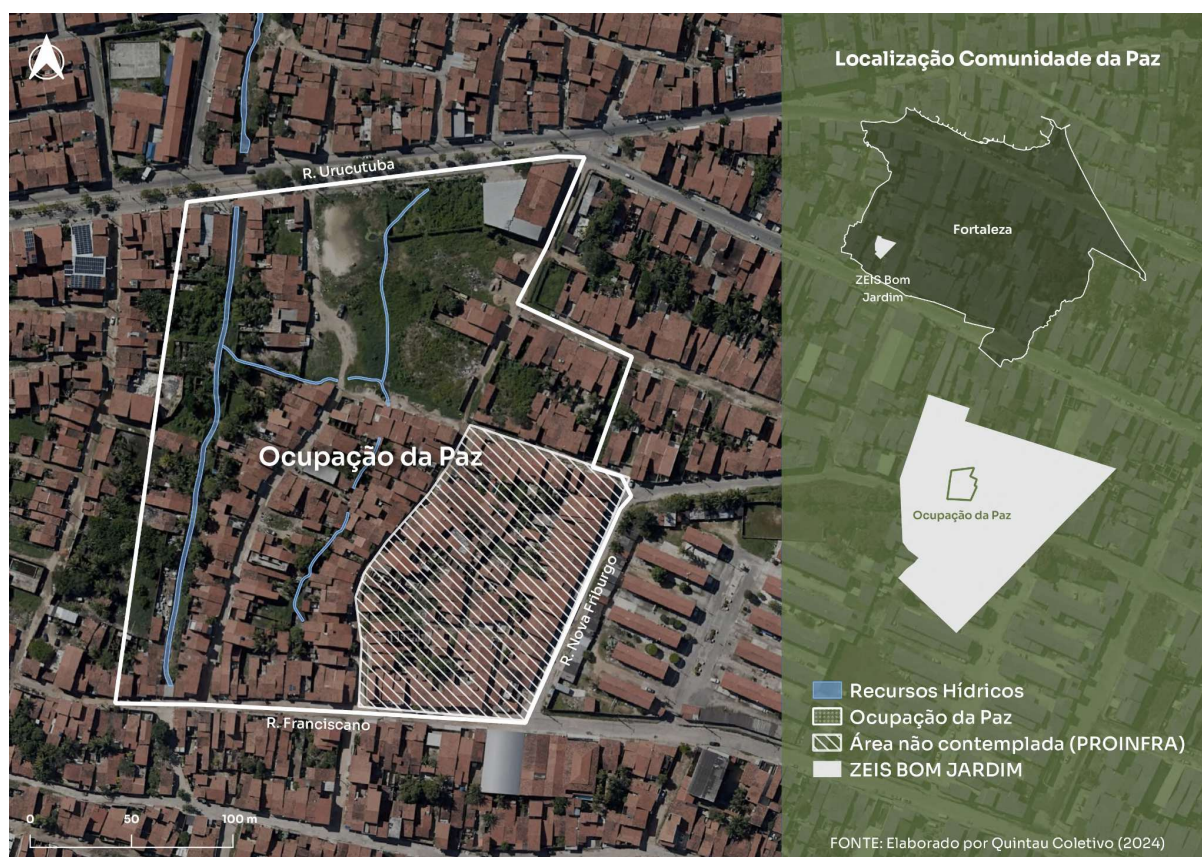 R. Urucutuba
Ocupação da Paz
R. Nova Friburgo
R. Franciscano
0 50 100 m
Localização Comunidade da Paz
Fortaleza
ZEIS Bom
Jardim
Ocupação da Paz
Recursos Hídricos
Ocupação da Paz
Área não contemplada (PROINFRA)
ZEIS BOM JARDIM
FONTE: Elaborado por Quintau Coletivo (2024)